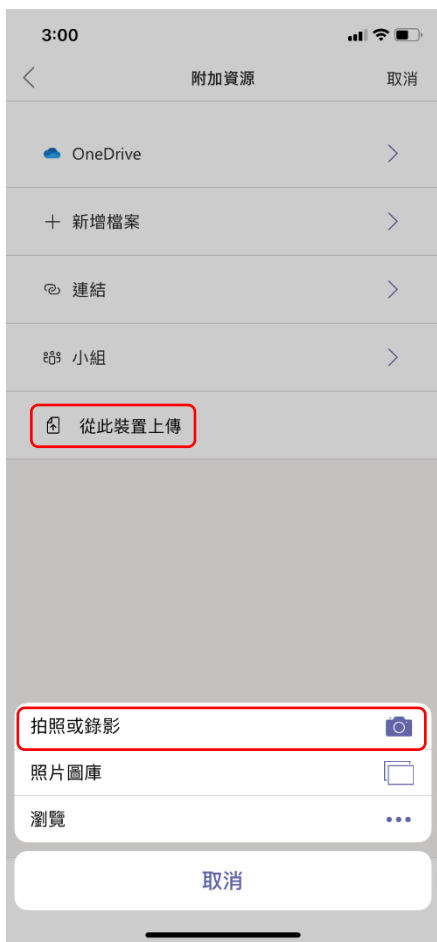 3:00
附加資源 取消
OneDrive
新增檔案
連結
小組
從此裝置上傳
拍照或錄影
照片圖庫
瀏覽
取消